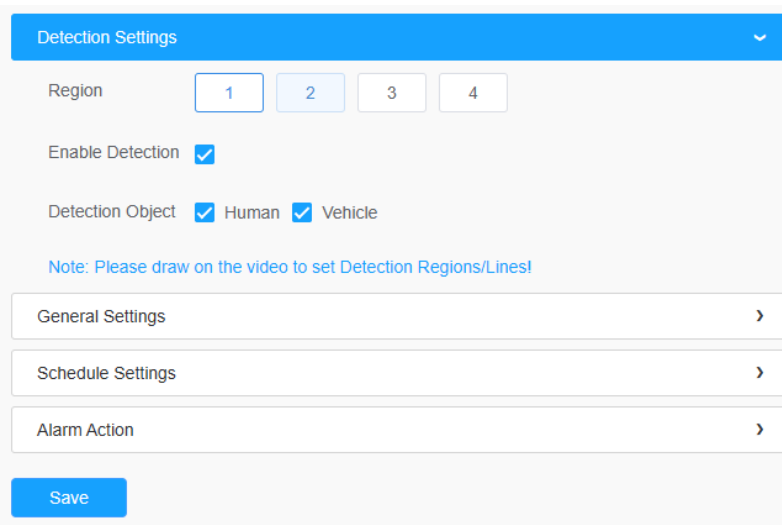 Detection Settings
Region 1 2 3 4
Enable Detection
Detection Object Human Vehicle
Note: Please draw on the video to set Detection Regions/Lines!
General Settings
Schedule Settings
Alarm Action
Save